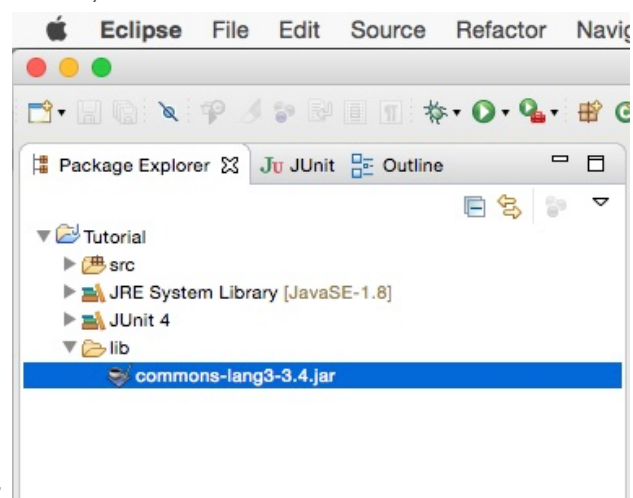 Eclipse File Edit Source Refactor Navig
Package Explorer JUnit Outline
Tutorial
src
JRE System Library [JavaSE-1.8]
JUnit 4
lib
commons-lang3-3.4.jar